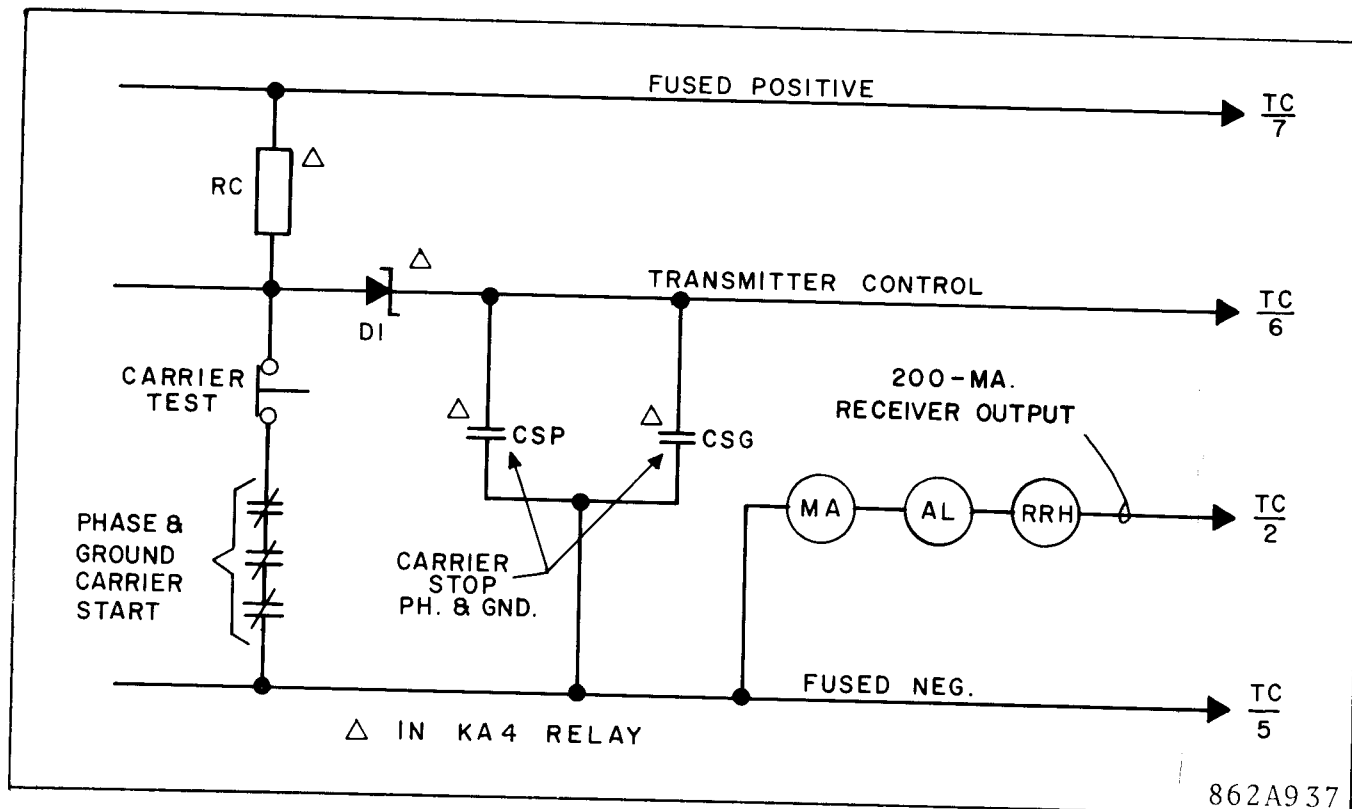 FUSED POSITIVE
TC
7
△
RC
△
TRANSMITTER CONTROL
TC
6
D1
CARRIER
TEST
200-MA.
RECEIVER OUTPUT
△ CSP
△ CSG
MA
AL
RRH
TC
2
PHASE &
GROUND
CARRIER
START
CARRIER
STOP
PH. & GND.
FUSED NEG.
TC
5
△ IN KA4 RELAY
862A937